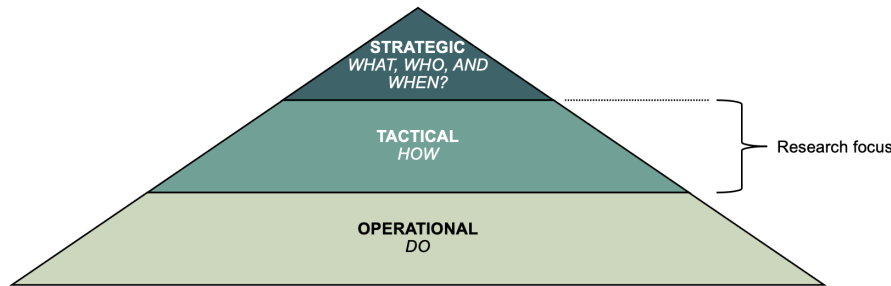 STRATEGIC
WHAT, WHO, AND
WHEN?
TACTICAL
HOW
Research focus
OPERATIONAL
DO